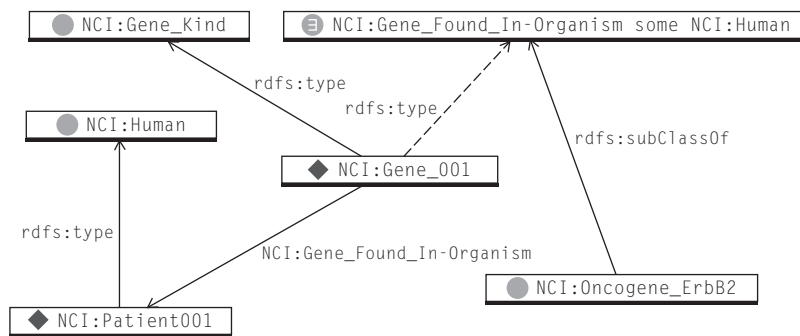 NCI:Gene_Kind
∃ NCI:Gene_Found_In-Organism some NCI:Human
rdfs:type
rdfs:type
NCI:Human
rdfs:subClassOf
NCI:Gene_001
rdfs:type
NCI:Gene_Found_In-Organism
NCI:Oncogene_ErbB2
NCI:Patient001